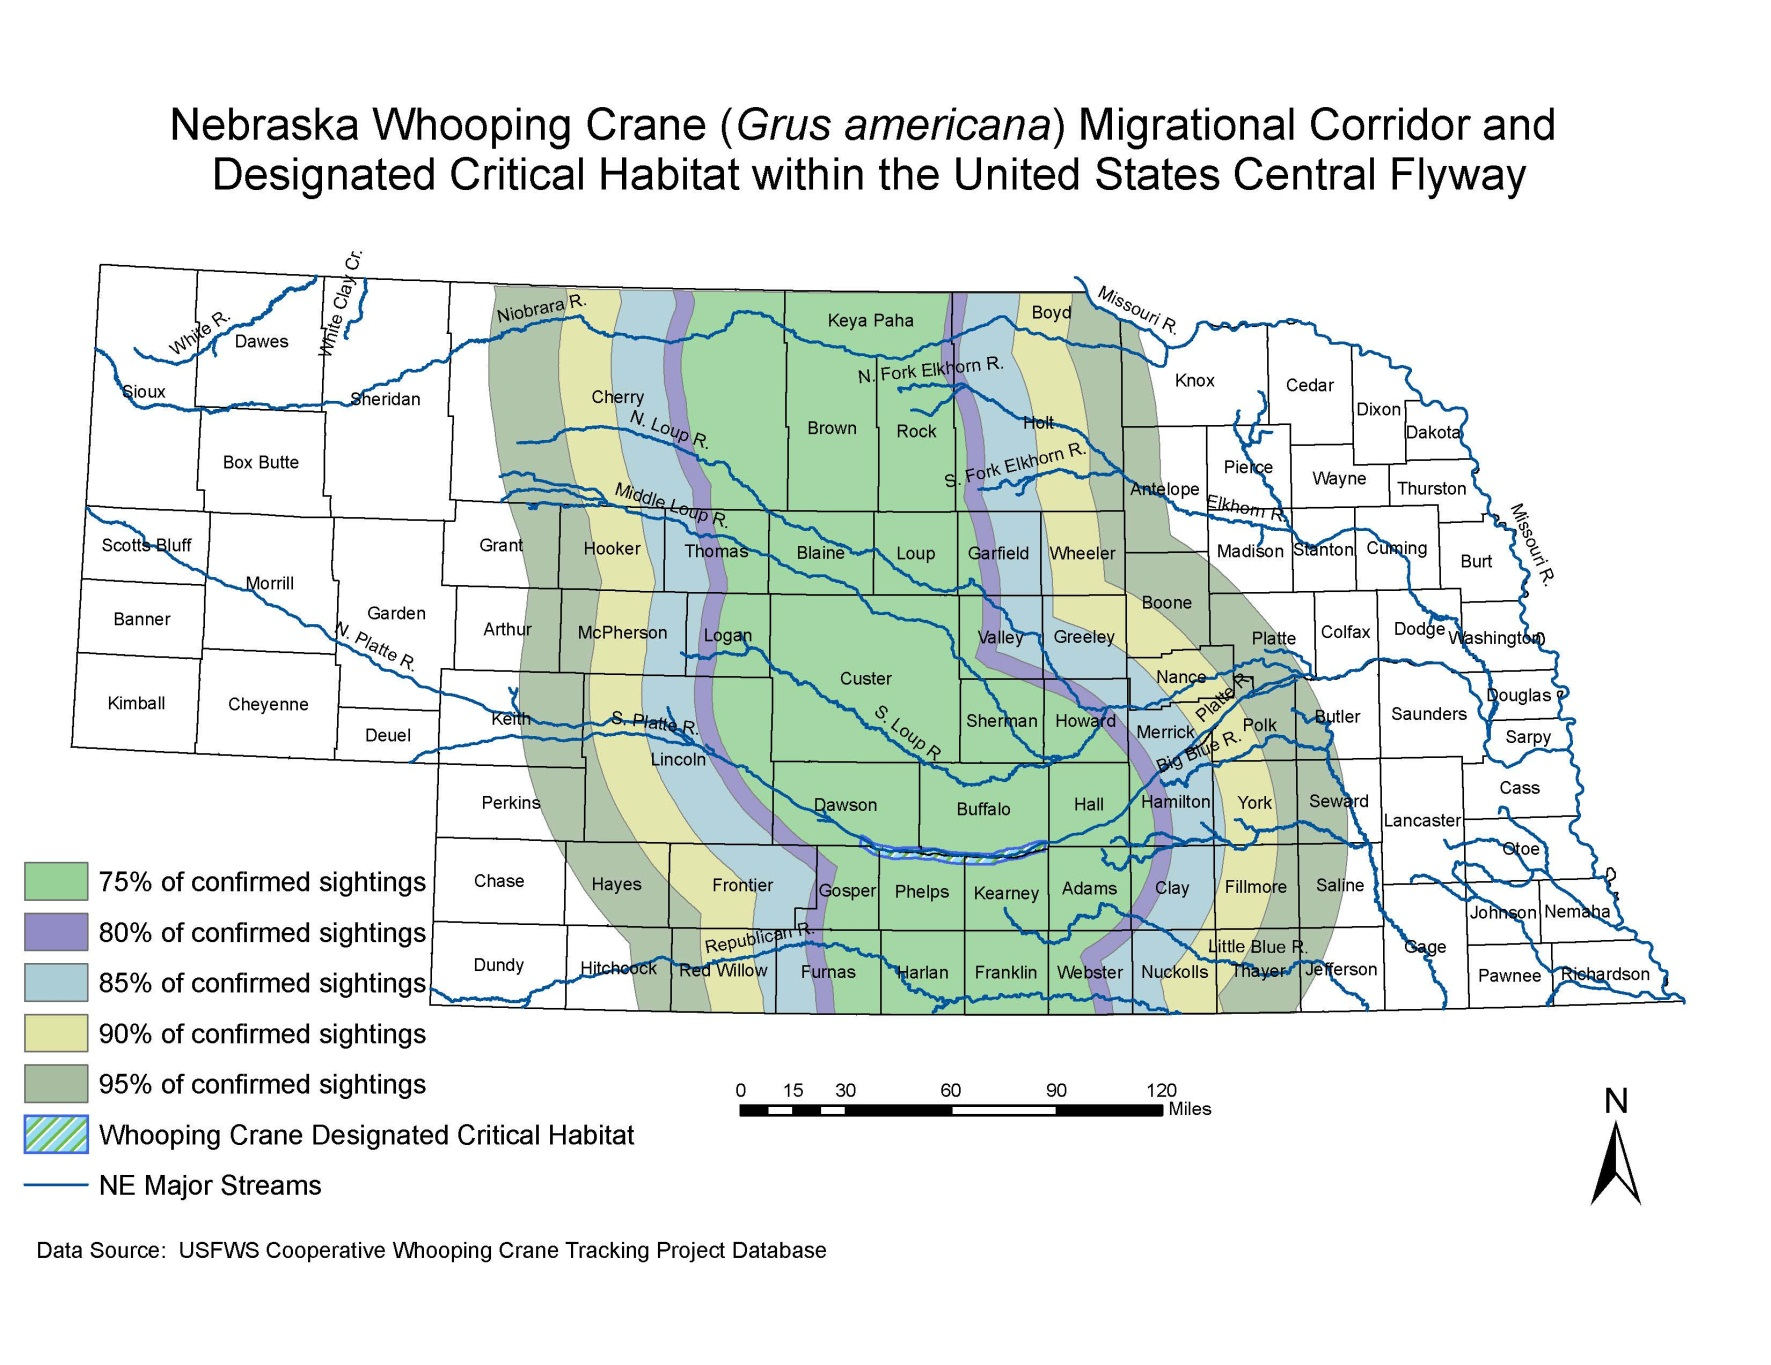 Nebraska Whooping Crane (Grus americana) Migrational Corridor and
Designated Critical Habitat within the United States Central Flyway
White R.
White Clay Cr.
Niobrara R.
Missouri R.
Sioux
Dawes
Sheridan
Cherry
Keya Paha
Boyd
N. Fork Elkhorn R.
Knox
Cedar
Dixon
Dakota
Box Butte
N. Loup R.
Brown
Rock
Holt
S. Fork Elkhorn R.
Antelope
Pierce
Wayne
Thurston
Elkhorn R.
Missouri R.
Middle Loup R.
Scotts Bluff
Morrill
Garden
Grant
Hooker
Thomas
Blaine
Loup
Garfield
Wheeler
Madison
Stanton
Cuming
Burt
Banner
N. Platte R.
Arthur
McPherson
Logan
Custer
Valley
Greeley
Boone
Platte
Colfax
Dodge
Washington
Kimball
Cheyenne
Deuel
Keith
S. Platte R.
Lincoln
S. Loup R
Sherman
Howard
Nance
Platte R.
Merrick
Polk
Big Blue R.
Butler
Saunders
Douglas
Sarpy
Perkins
Dawson
Buffalo
Hall
Hamilton
York
Seward
Lancaster
Cass
Otoe
Chase
Hayes
Frontier
Gosper
Phelps
Kearney
Adams
Clay
Fillmore
Saline
Johnson
Nemaha
Dundy
Hitchcock
Red Willow
Republican R.
Furnas
Harlan
Franklin
Webster
Nuckolls
Little Blue R.
Thayer
Jefferson
Gage
Pawnee
Richardson
75% of confirmed sightings
80% of confirmed sightings
85% of confirmed sightings
90% of confirmed sightings
95% of confirmed sightings
Whooping Crane Designated Critical Habitat
NE Major Streams
0 15 30 60 90 120
Miles
N
Data Source: USFWS Cooperative Whooping Crane Tracking Project Database